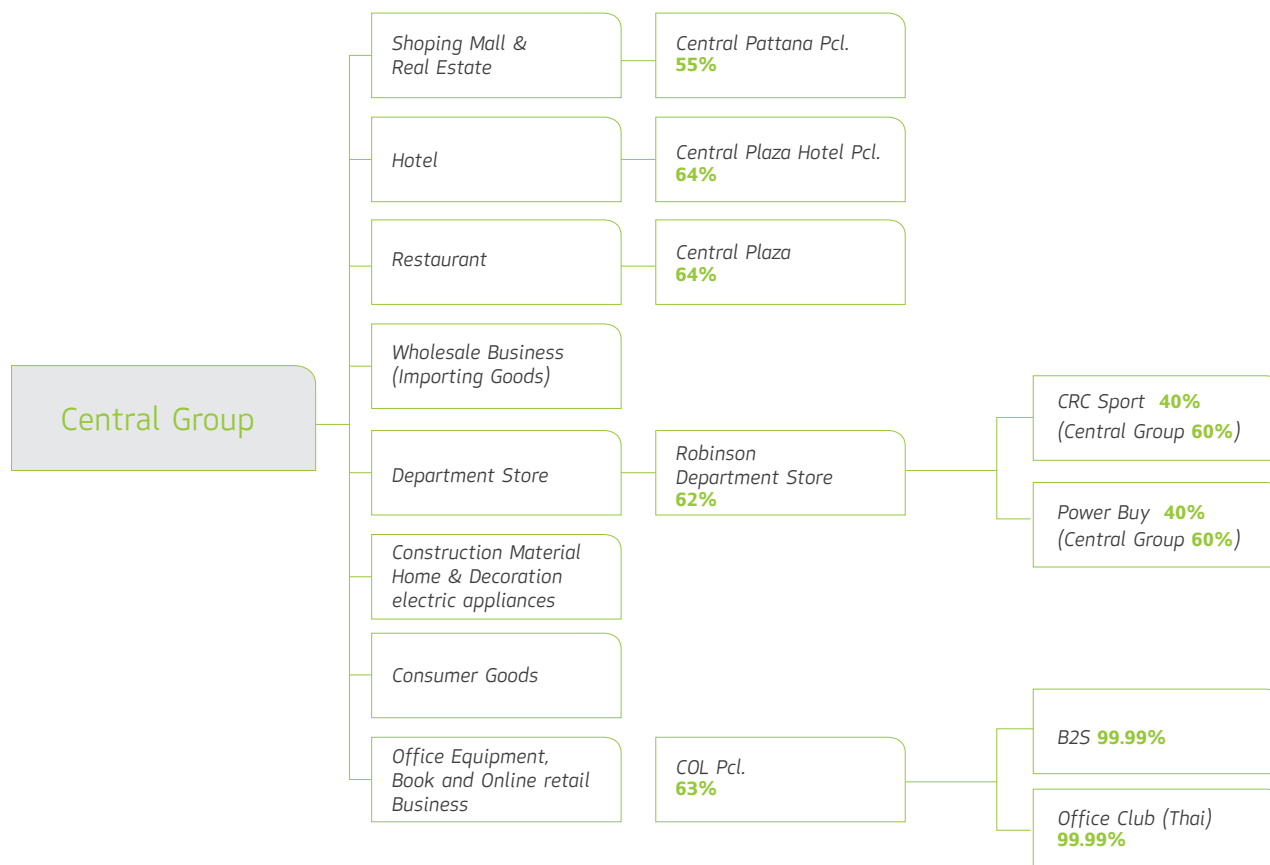 Central Group
Shoping Mall &
Real Estate
Central Pattana Pcl.
55%
Hotel
Central Plaza Hotel Pcl.
64%
Restaurant
Central Plaza
64%
Wholesale Business
(Importing Goods)
Department Store
Robinson
Department Store
62%
CRC Sport 40%
(Central Group 60%)
Power Buy 40%
(Central Group 60%)
Construction Material
Home & Decoration
electric appliances
Consumer Goods
Office Equipment,
Book and Online retail
Business
COL Pcl.
63%
B2S 99.99%
Office Club (Thai)
99.99%